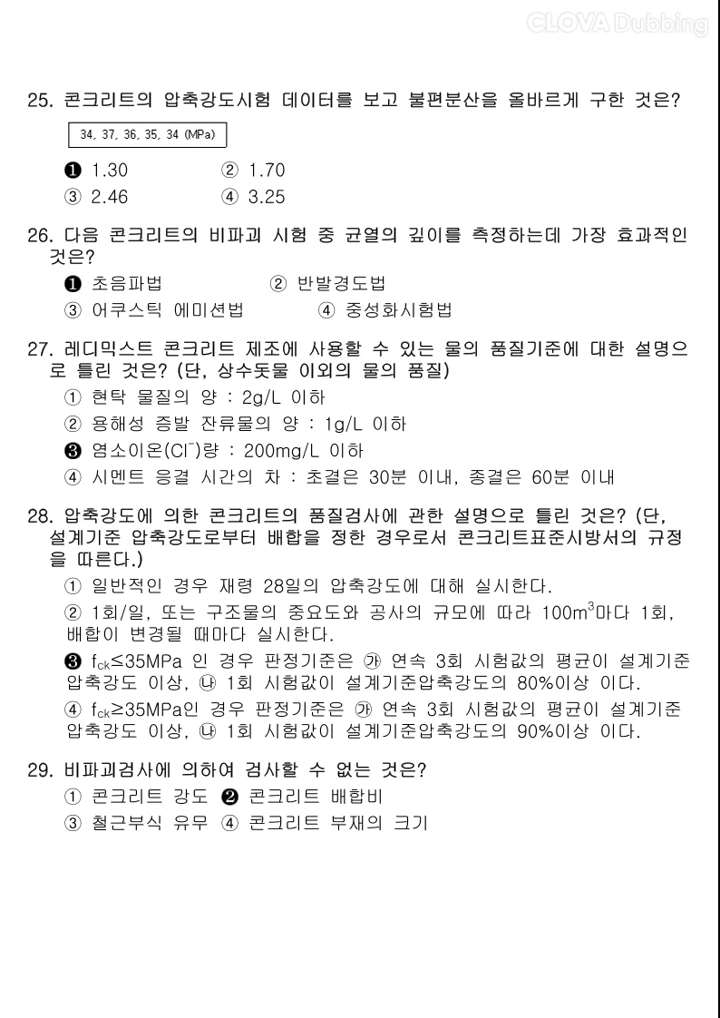 CLOVA Dubbing
25. 콘크리트의 압축강도시험 데이터를 보고 불편분산을 올바르게 구한 것은?
34, 37, 36, 35, 34 (MPa)
❶ 1.30 ② 1.70
③ 2.46 ④ 3.25
26. 다음 콘크리트의 비파괴 시험 중 균열의 깊이를 측정하는데 가장 효과적인
것은?
❶ 초음파법 ② 반발경도법
③ 어쿠스틱 에미션법 ④ 중성화시험법
27. 레디믹스트 콘크리트 제조에 사용할 수 있는 물의 품질기준에 대한 설명으
로 틀린 것은? (단, 상수돗물 이외의 물의 품질)
① 현탁 물질의 양 : 2g/L 이하
② 용해성 증발 잔류물의 양 : 1g/L 이하
❸ 염소이온(Cl⁻)량 : 200mg/L 이하
④ 시멘트 응결 시간의 차 : 초결은 30분 이내, 종결은 60분 이내
28. 압축강도에 의한 콘크리트의 품질검사에 관한 설명으로 틀린 것은? (단,
설계기준 압축강도로부터 배합을 정한 경우로서 콘크리트표준시방서의 규정
을 따른다.)
① 일반적인 경우 재령 28일의 압축강도에 대해 실시한다.
② 1회/일, 또는 구조물의 중요도와 공사의 규모에 따라 100m³마다 1회,
배합이 변경될 때마다 실시한다.
❸ fck≤35MPa 인 경우 판정기준은 ㉮ 연속 3회 시험값의 평균이 설계기준
압축강도 이상, ㉯ 1회 시험값이 설계기준압축강도의 80%이상 이다.
④ fck≥35MPa인 경우 판정기준은 ㉮ 연속 3회 시험값의 평균이 설계기준
압축강도 이상, ㉯ 1회 시험값이 설계기준압축강도의 90%이상 이다.
29. 비파괴검사에 의하여 검사할 수 없는 것은?
① 콘크리트 강도 ❷ 콘크리트 배합비
③ 철근부식 유무 ④ 콘크리트 부재의 크기